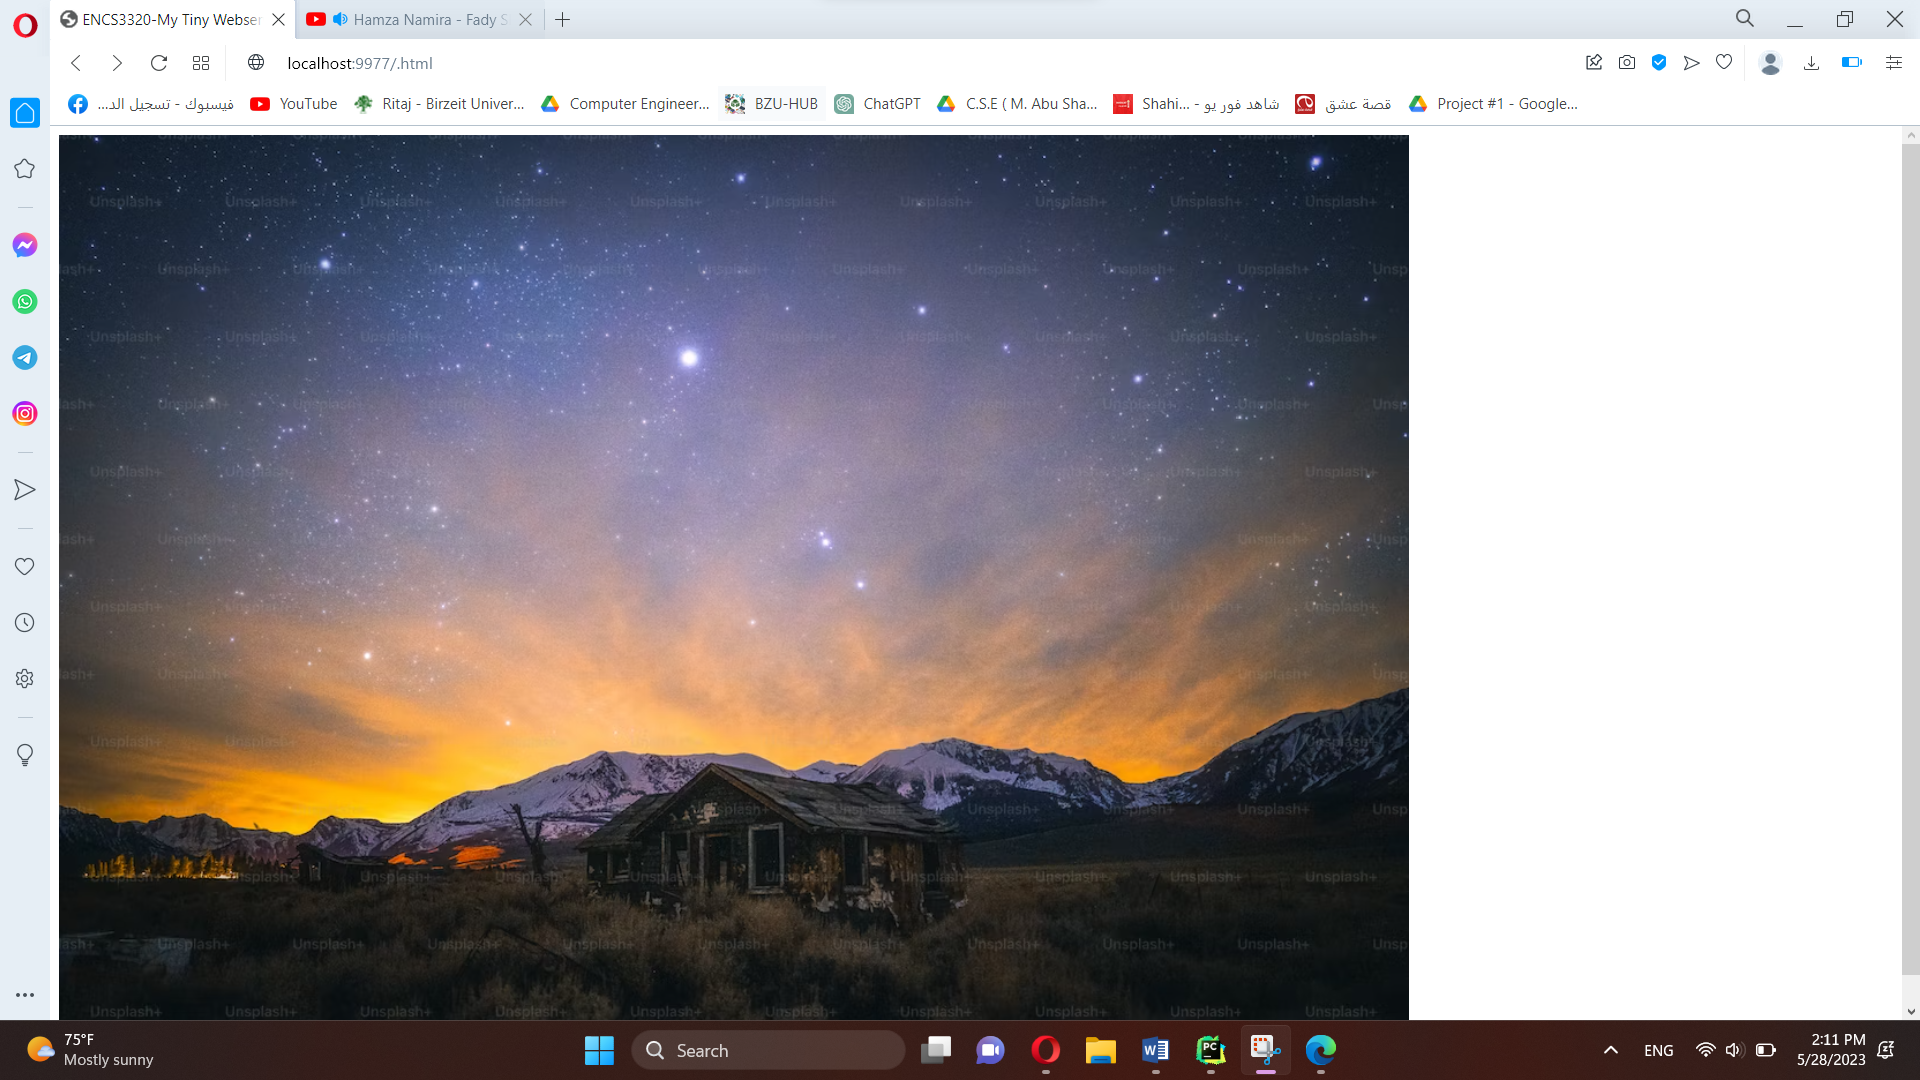 ENCS3320-My Tiny Webser
Hamza Namira - Fady S
localhost:9977/.html
فيسبوك - تسجيل الد...
YouTube
Ritaj - Birzeit Univer...
Computer Engineer...
BZU-HUB
ChatGPT
C.S.E ( M. Abu Sha...
شاهد فور يو - Shahi...
قصة عشق
Project #1 - Google...
Unsplash+
75°F
Mostly sunny
Search
ENG
2:11 PM
5/28/2023